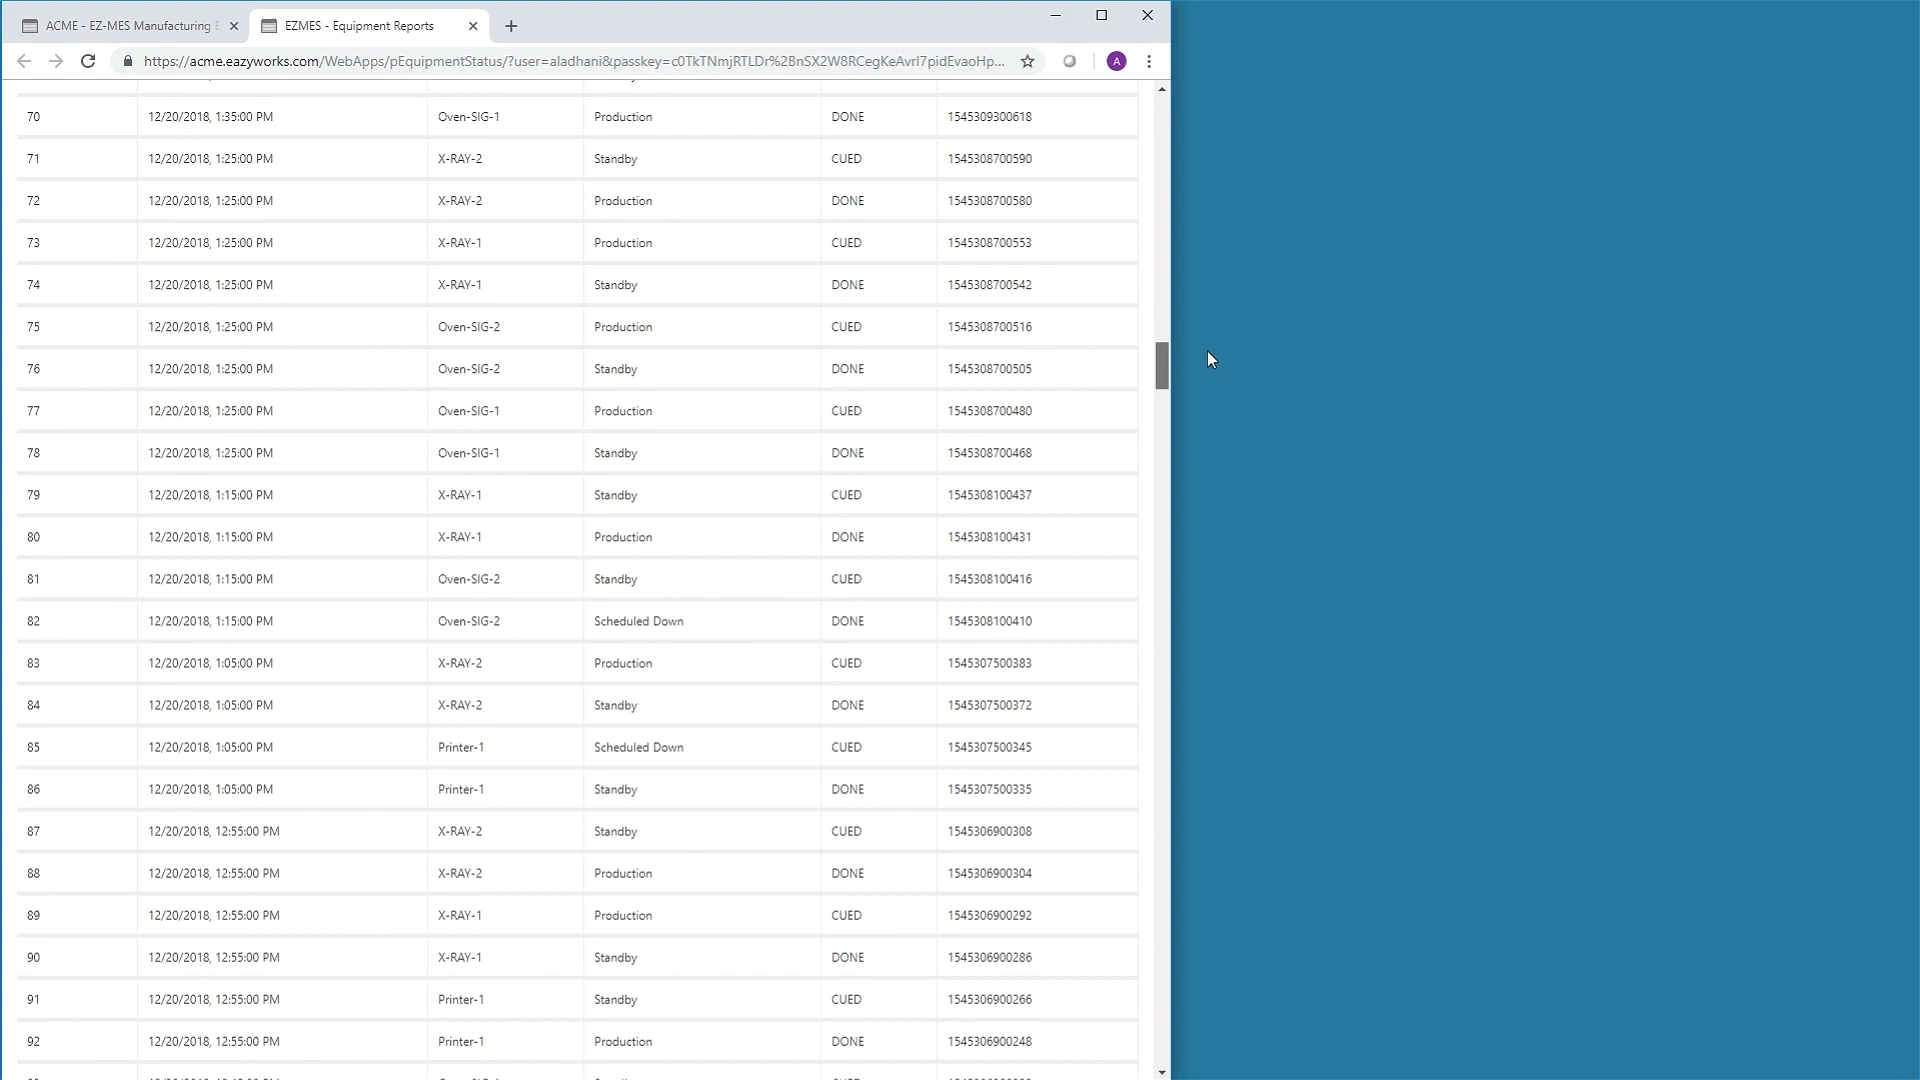 ACME - EZ-MES Manufacturing E
EZMES - Equipment Reports
https://acme.eazyworks.com/WebApps/pEquipmentStatus/?user=aladhani&passkey=c0TkTNmjRTLDr%2BnSX2W8RCegKeAvrI7pidEvaoHp...
A
70 12/20/2018, 1:35:00 PM Oven-SIG-1 Production DONE 1545309300618
71 12/20/2018, 1:25:00 PM X-RAY-2 Standby CUED 1545308700590
72 12/20/2018, 1:25:00 PM X-RAY-2 Production DONE 1545308700580
73 12/20/2018, 1:25:00 PM X-RAY-1 Production CUED 1545308700553
74 12/20/2018, 1:25:00 PM X-RAY-1 Standby DONE 1545308700542
75 12/20/2018, 1:25:00 PM Oven-SIG-2 Production CUED 1545308700516
76 12/20/2018, 1:25:00 PM Oven-SIG-2 Standby DONE 1545308700505
77 12/20/2018, 1:25:00 PM Oven-SIG-1 Production CUED 1545308700480
78 12/20/2018, 1:25:00 PM Oven-SIG-1 Standby DONE 1545308700468
79 12/20/2018, 1:15:00 PM X-RAY-1 Standby CUED 1545308100437
80 12/20/2018, 1:15:00 PM X-RAY-1 Production DONE 1545308100431
81 12/20/2018, 1:15:00 PM Oven-SIG-2 Standby CUED 1545308100416
82 12/20/2018, 1:15:00 PM Oven-SIG-2 Scheduled Down DONE 1545308100410
83 12/20/2018, 1:05:00 PM X-RAY-2 Production CUED 1545307500383
84 12/20/2018, 1:05:00 PM X-RAY-2 Standby DONE 1545307500372
85 12/20/2018, 1:05:00 PM Printer-1 Scheduled Down CUED 1545307500345
86 12/20/2018, 1:05:00 PM Printer-1 Standby DONE 1545307500335
87 12/20/2018, 12:55:00 PM X-RAY-2 Standby CUED 1545306900308
88 12/20/2018, 12:55:00 PM X-RAY-2 Production DONE 1545306900304
89 12/20/2018, 12:55:00 PM X-RAY-1 Production CUED 1545306900292
90 12/20/2018, 12:55:00 PM X-RAY-1 Standby DONE 1545306900286
91 12/20/2018, 12:55:00 PM Printer-1 Standby CUED 1545306900266
92 12/20/2018, 12:55:00 PM Printer-1 Production DONE 1545306900248